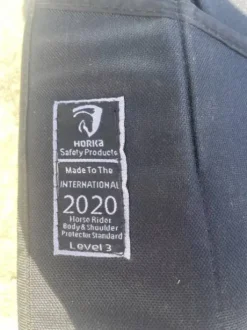 HORKA
Safety Products
Made To The
INTERNATIONAL
2020
Horse Rider
Body & Shoulder
Protector Standard
Level 3